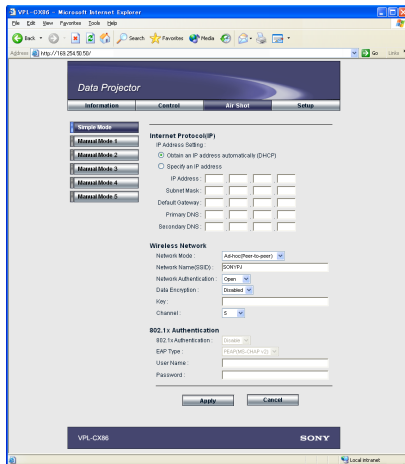 VPL-CX86 - Microsoft Internet Explorer
File Edit View Favorites Tools Help
Back Search Favorites Media
Address http://169.254.50.50/ Go Links
Data Projector
Information Control Air Shot Setup
Simple Mode
Manual Mode 1
Manual Mode 2
Manual Mode 3
Manual Mode 4
Manual Mode 5
Internet Protocol(IP)
IP Address Setting :
Obtain an IP address automatically (DHCP)
Specify an IP address
IP Address :
Subnet Mask :
Default Gateway :
Primary DNS :
Secondary DNS :
Wireless Network
Network Mode : Ad-hoc(Peer-to-peer)
Network Name(SSID) : SONYPJ
Network Authentication : Open
Data Encryption : Disabled
Key :
Channel : 5
802.1x Authentication
802.1x Authentication : Disable
EAP Type : PEAP(MS-CHAP v2)
User Name :
Password :
Apply Cancel
VPL-CX86 SONY
Local intranet